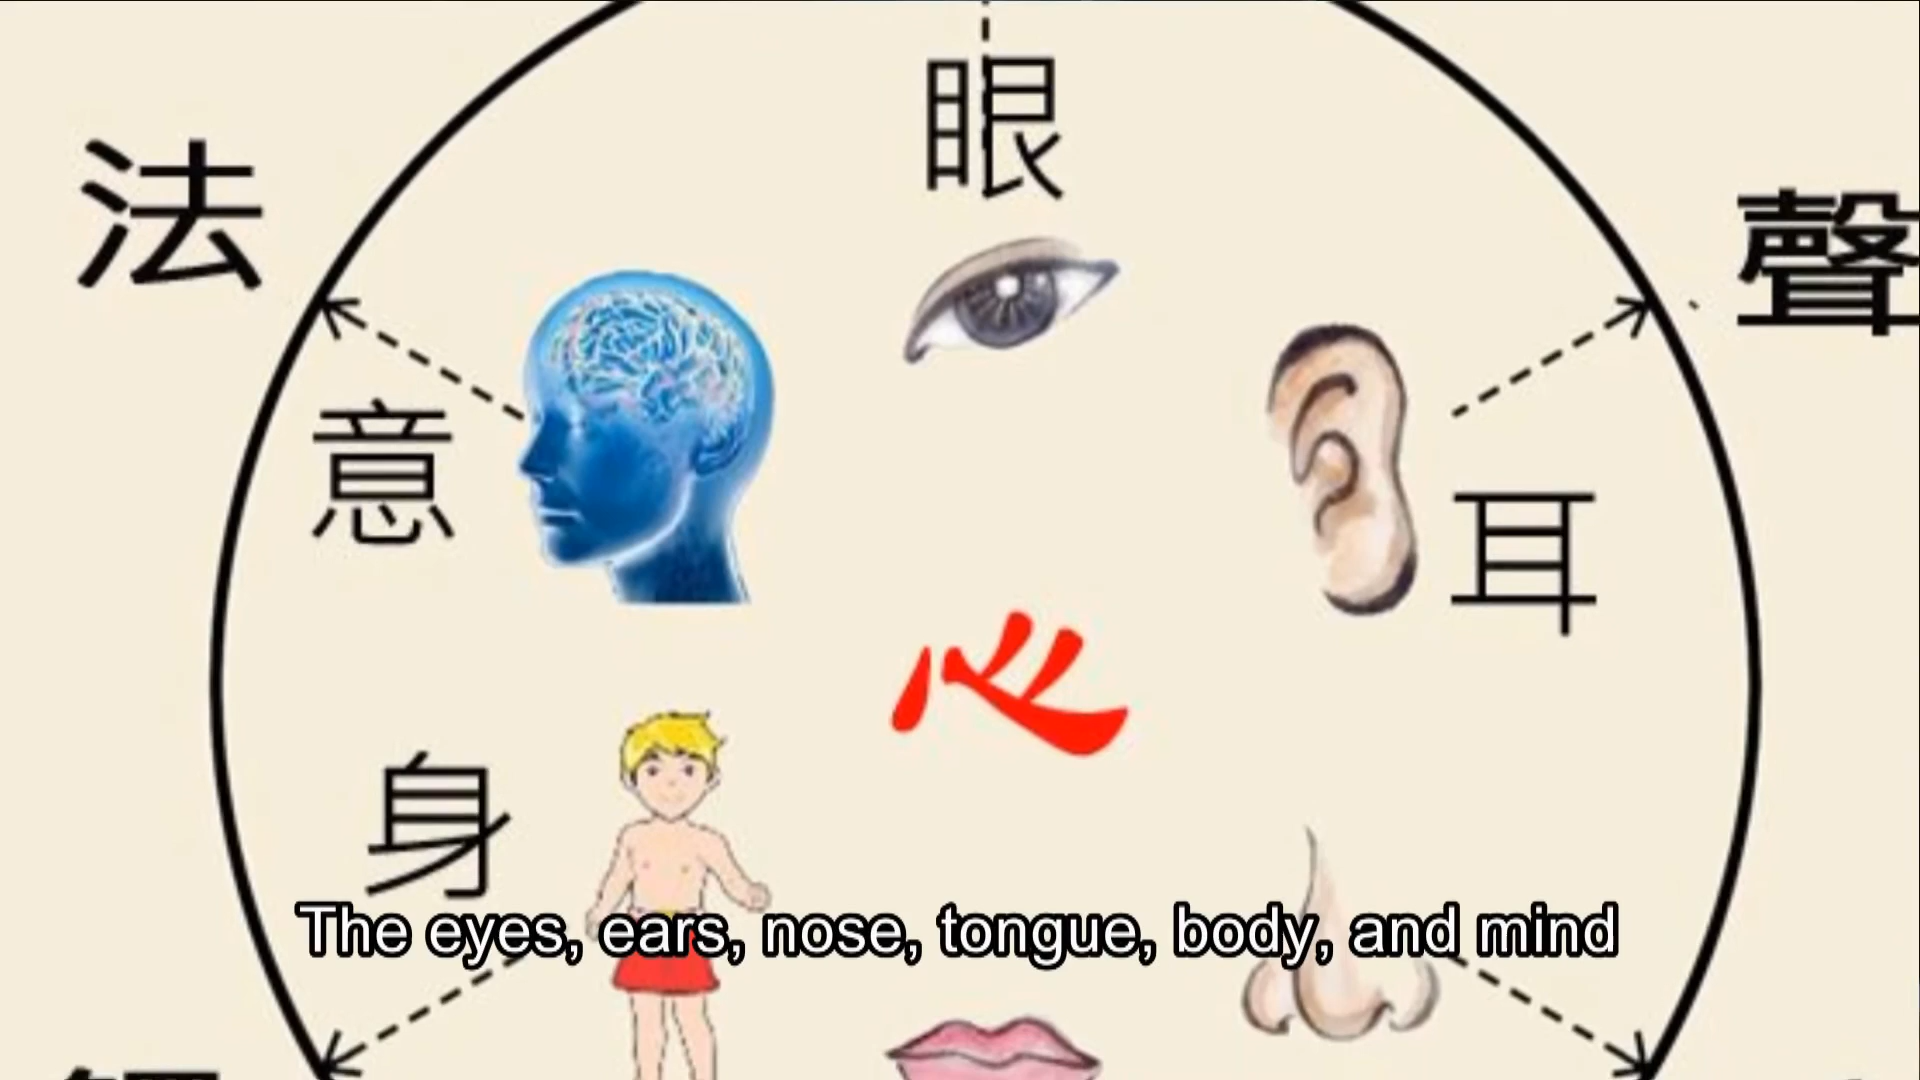 眼
法
聲
意
耳
心
身
The eyes, ears, nose, tongue, body, and mind